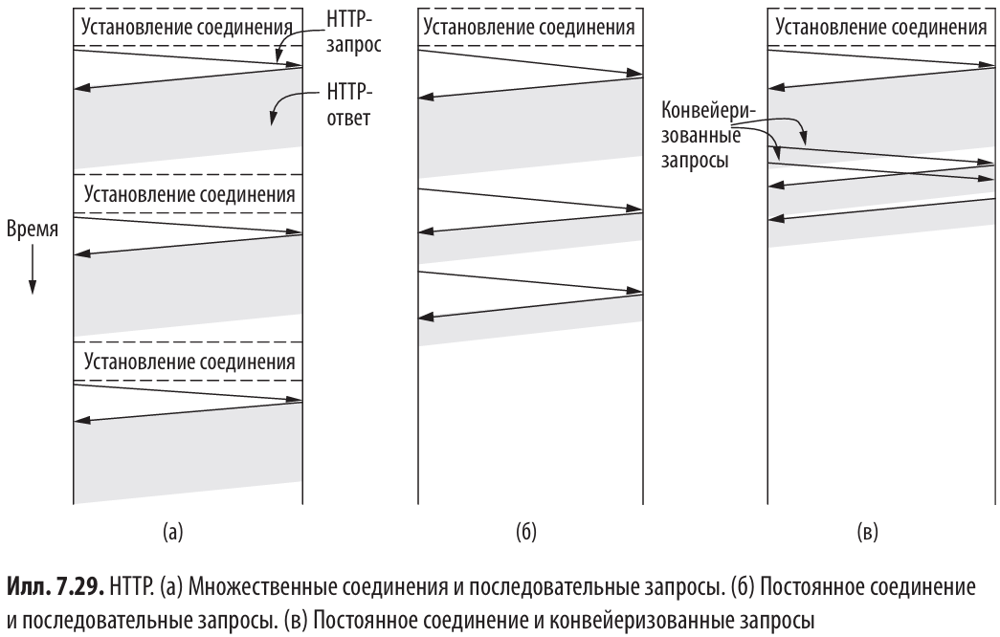 Установление соединения
HTTP-
запрос
HTTP-
ответ
Установление соединения
Время
Установление соединения
(а)
Установление соединения
(б)
Установление соединения
Конвейери-
зованные
запросы
(в)
Илл. 7.29. HTTP. (а) Множественные соединения и последовательные запросы. (б) Постоянное соединение
и последовательные запросы. (в) Постоянное соединение и конвейеризованные запросы